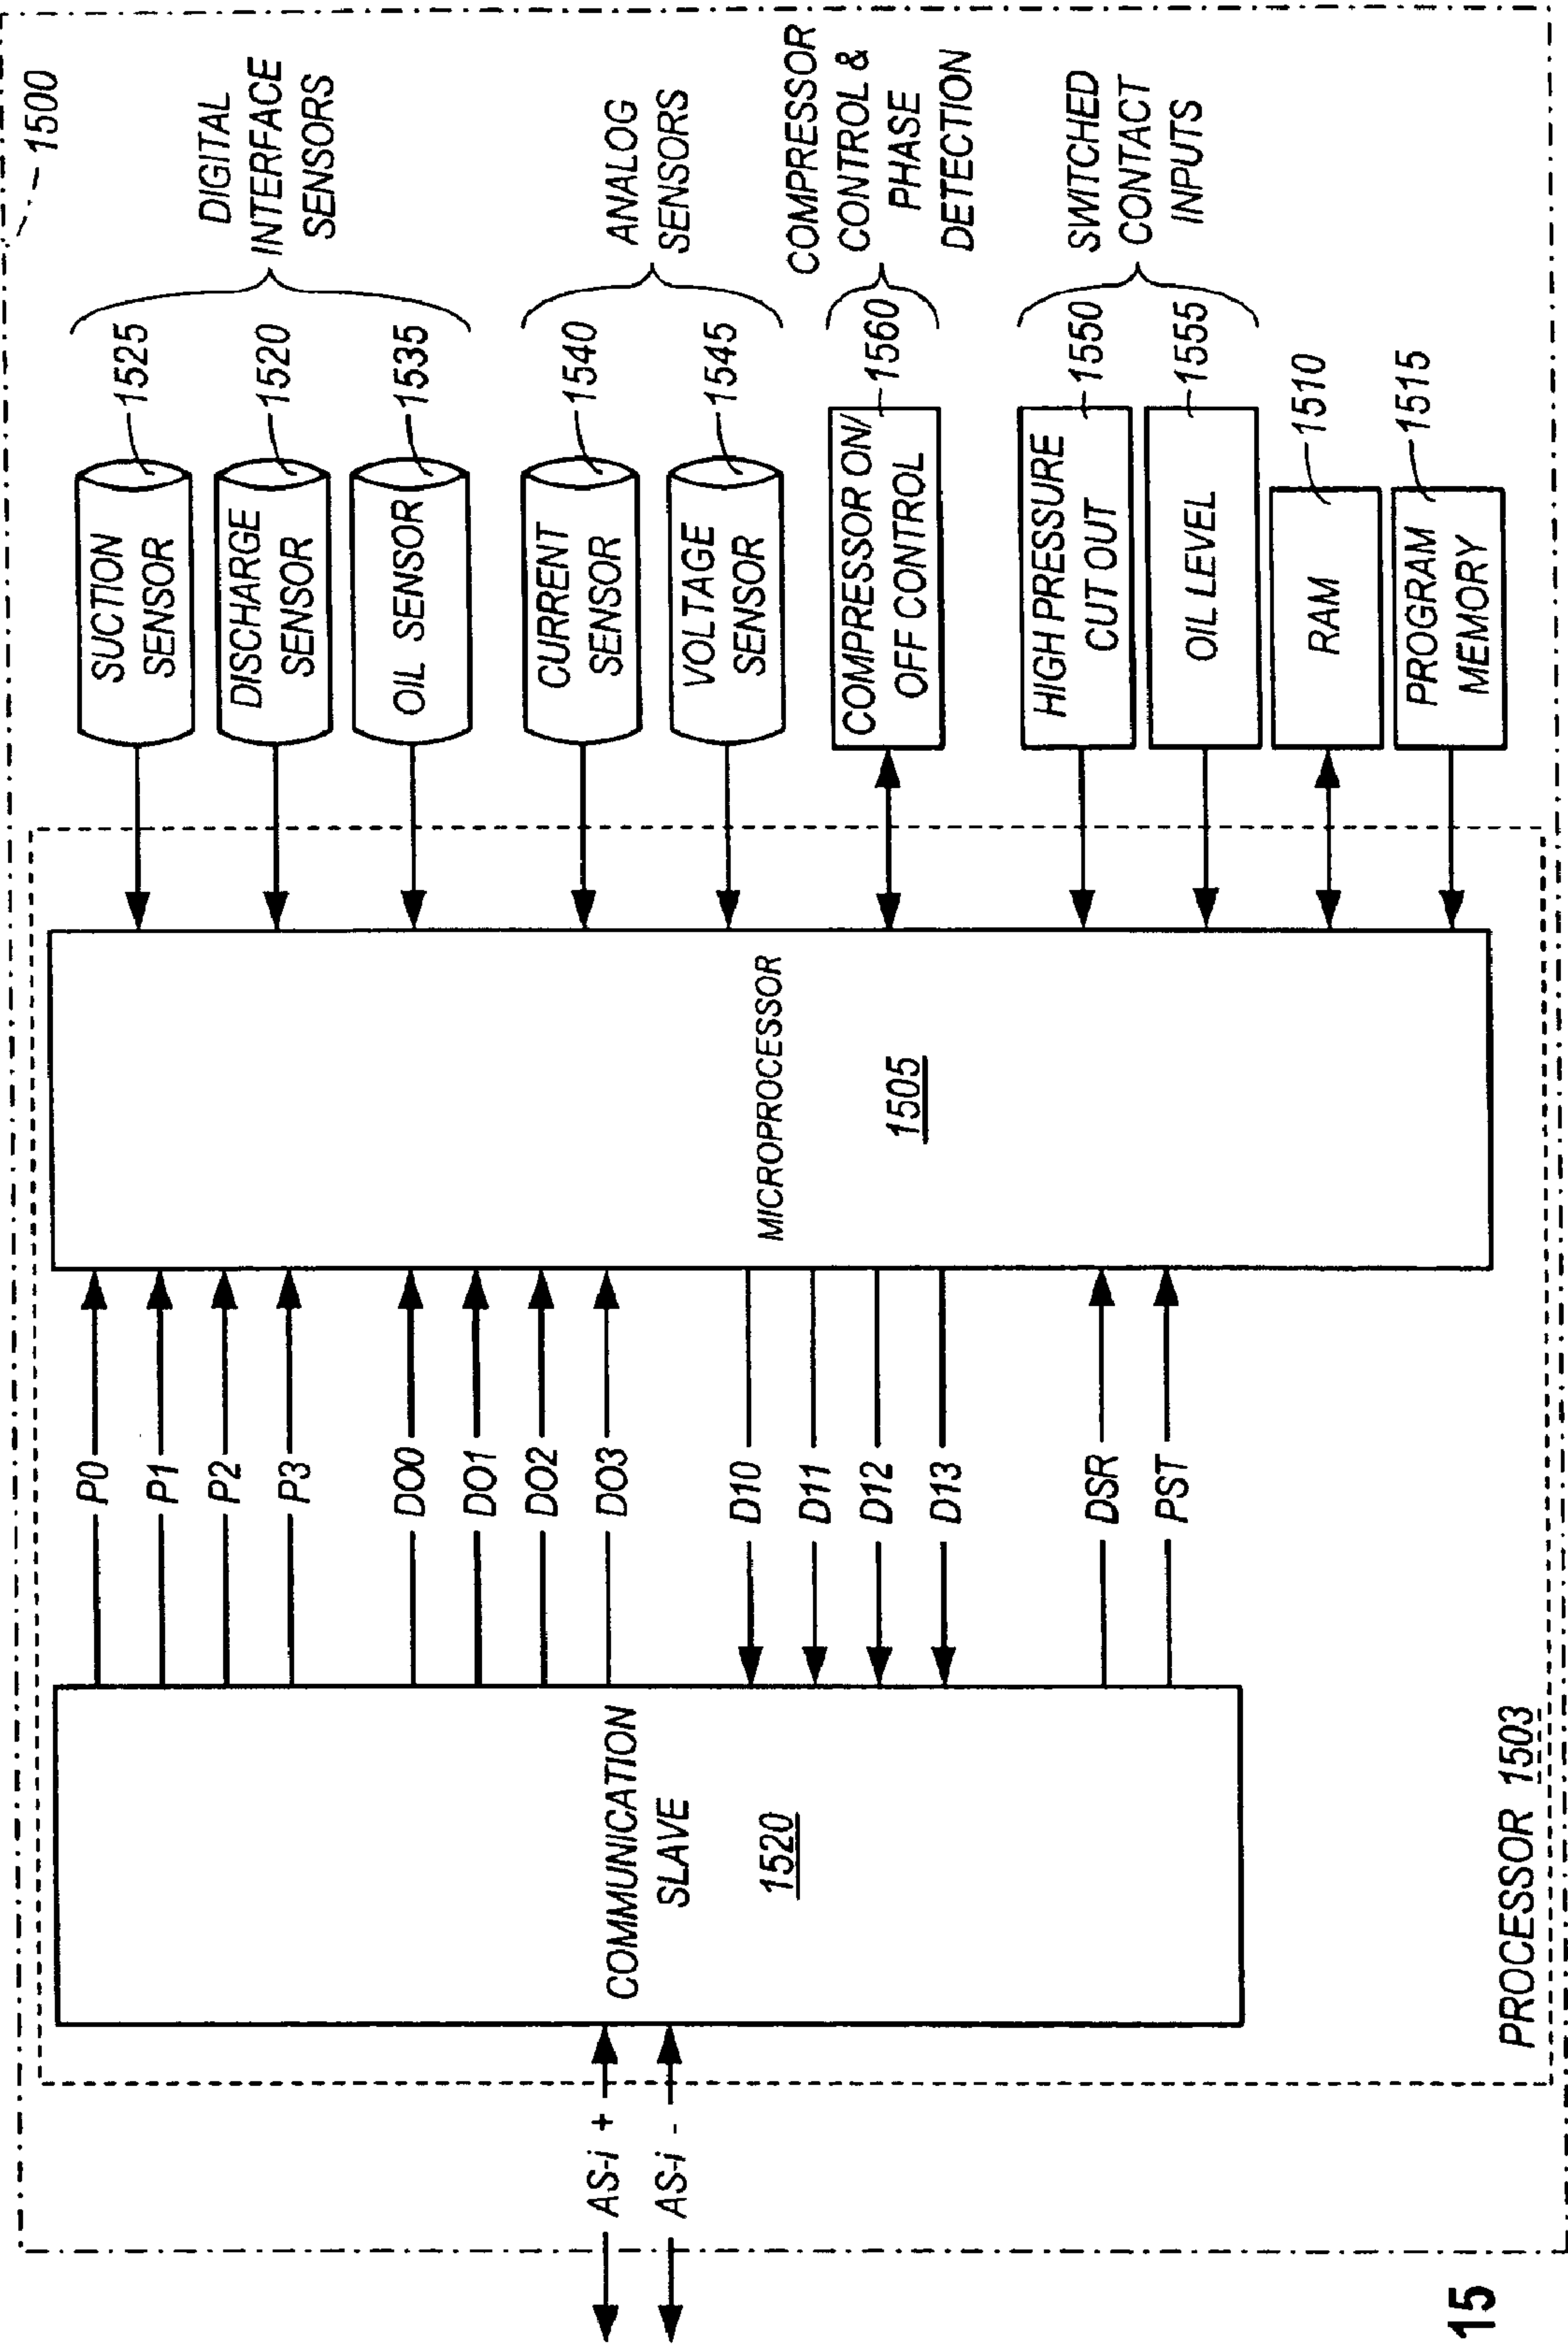 1500
DIGITAL
INTERFACE
SENSORS
ANALOG
SENSORS
COMPRESSOR
CONTROL &
PHASE
DETECTION
SWITCHED
CONTACT
INPUTS
1525
1520
1535
1540
1545
1560
1550
1555
1510
1515
SUCTION
SENSOR
DISCHARGE
SENSOR
OIL SENSOR
CURRENT
SENSOR
VOLTAGE
SENSOR
COMPRESSOR ON/
OFF CONTROL
HIGH PRESSURE
CUT OUT
OIL LEVEL
RAM
PROGRAM
MEMORY
MICROPROCESSOR
1505
P0
P1
P2
P3
DO0
DO1
DO2
DO3
D10
D11
D12
D13
DSR
PST
COMMUNICATION
SLAVE
1520
PROCESSOR 1503
AS-i +
AS-i -
15